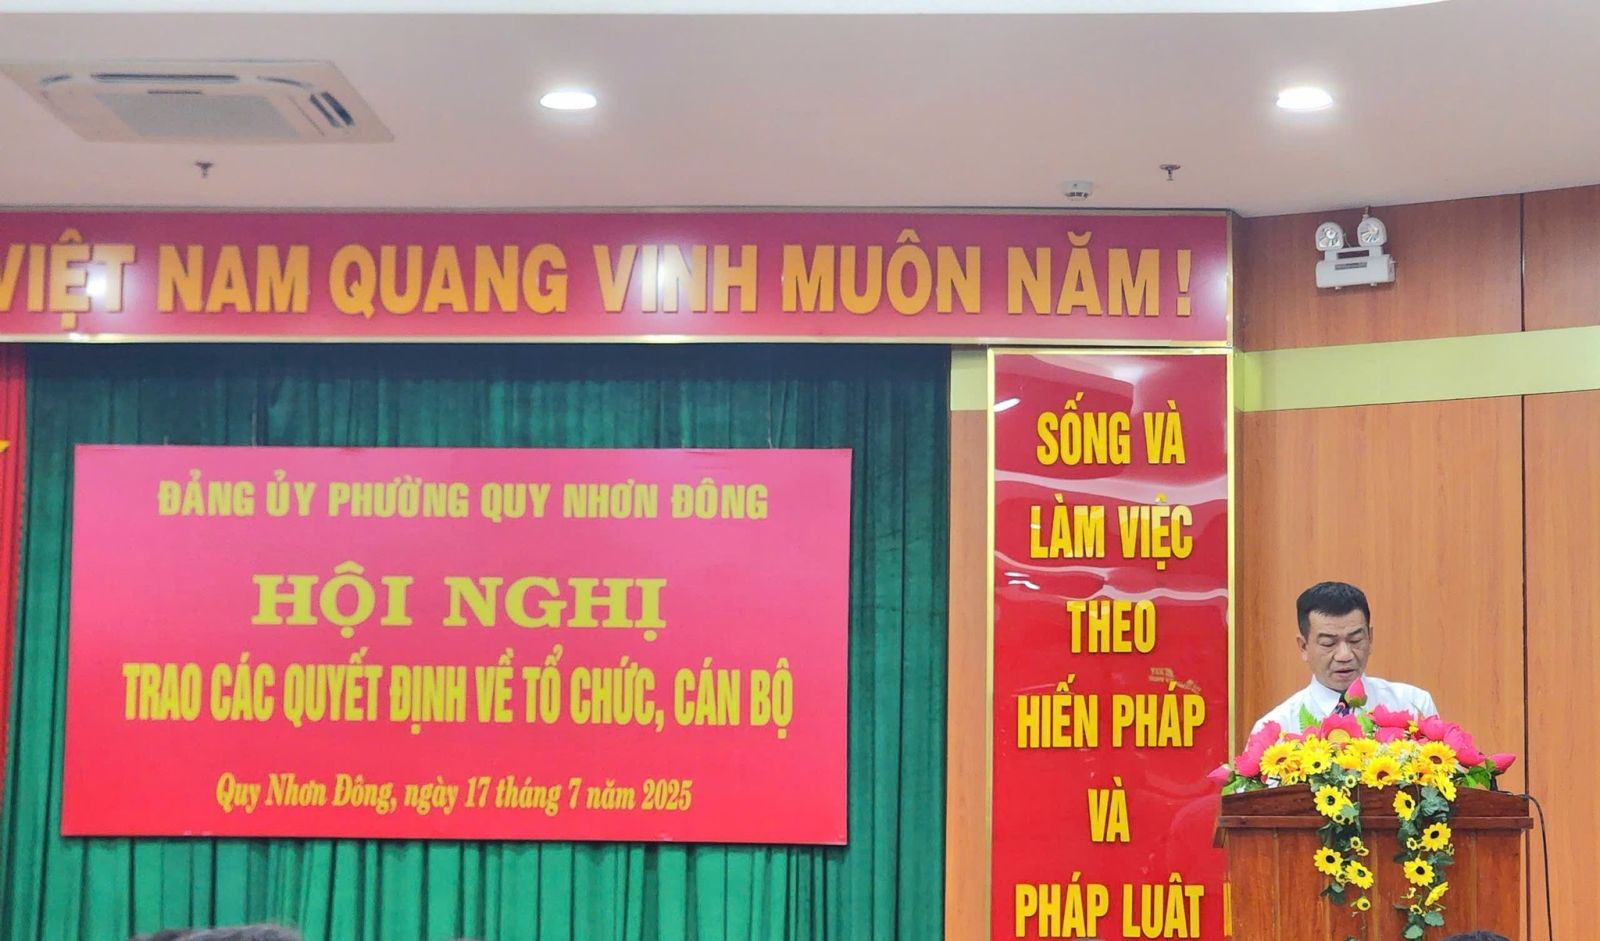 VIỆT NAM QUANG VINH MUÔN NĂM !
ĐẢNG ỦY PHƯỜNG QUY NHƠN ĐÔNG
HỘI NGHỊ
TRAO CÁC QUYẾT ĐỊNH VỀ TỔ CHỨC, CÁN BỘ
Quy Nhơn Đông, ngày 17 tháng 7 năm 2025
SỐNG VÀ
LÀM VIỆC
THEO
HIẾN PHÁP
VÀ
PHÁP LUẬT